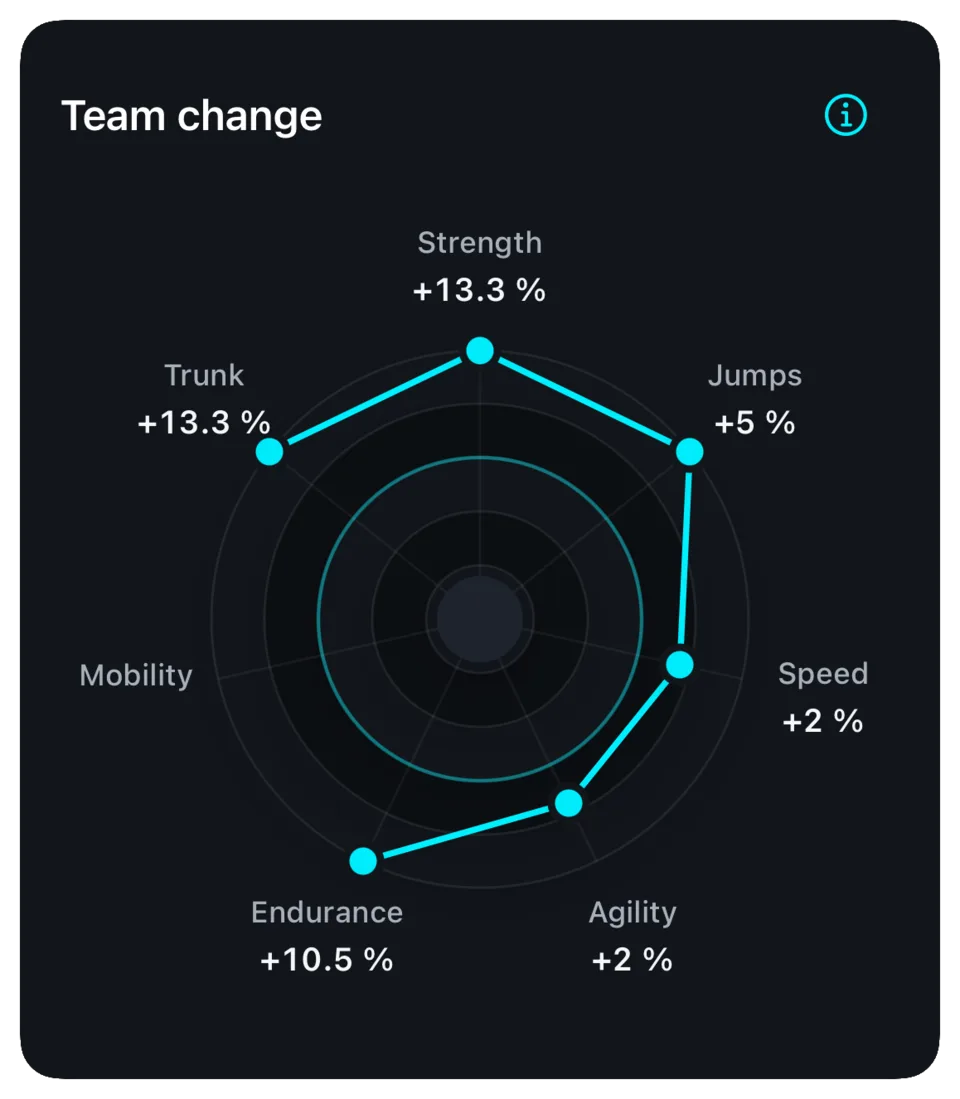 Team change
Strength
+13.3 %
Trunk
+13.3 %
Jumps
+5 %
Mobility
Speed
+2 %
Endurance
+10.5 %
Agility
+2 %